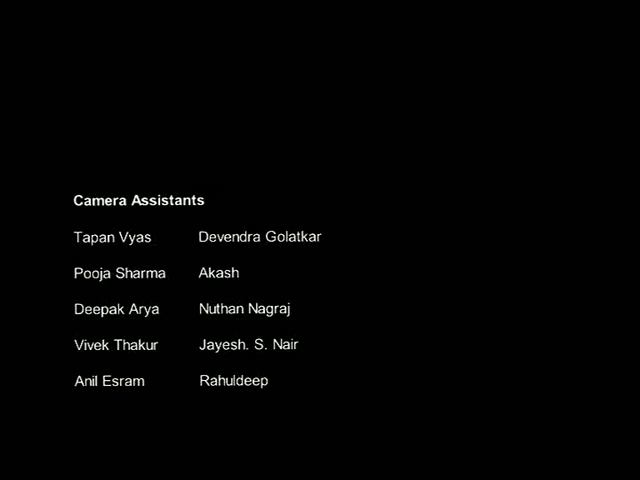 Camera Assistants
Tapan Vyas Devendra Golatkar
Pooja Sharma Akash
Deepak Arya Nuthan Nagraj
Vivek Thakur Jayesh. S. Nair
Anil Esram Rahuldeep